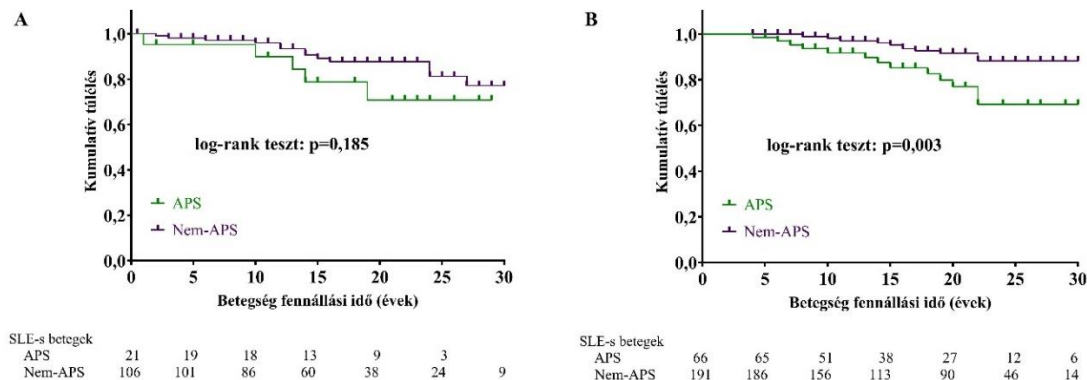 A
Kumulatív túlélés
1,0
0,8
0,6
0,4
0,2
0,0
log-rank teszt: p=0,185
APS
Nem-APS
0 5 10 15 20 25 30
Betegség fennállási idő (évek)
SLE-s betegek
APS 21 19 18 13 9 3
Nem-APS 106 101 86 60 38 24 9
B
Kumulatív túlélés
1,0
0,8
0,6
0,4
0,2
0,0
log-rank teszt: p=0,003
APS
Nem-APS
0 5 10 15 20 25 30
Betegség fennállási idő (évek)
SLE-s betegek
APS 66 65 51 38 27 12 6
Nem-APS 191 186 156 113 90 46 14